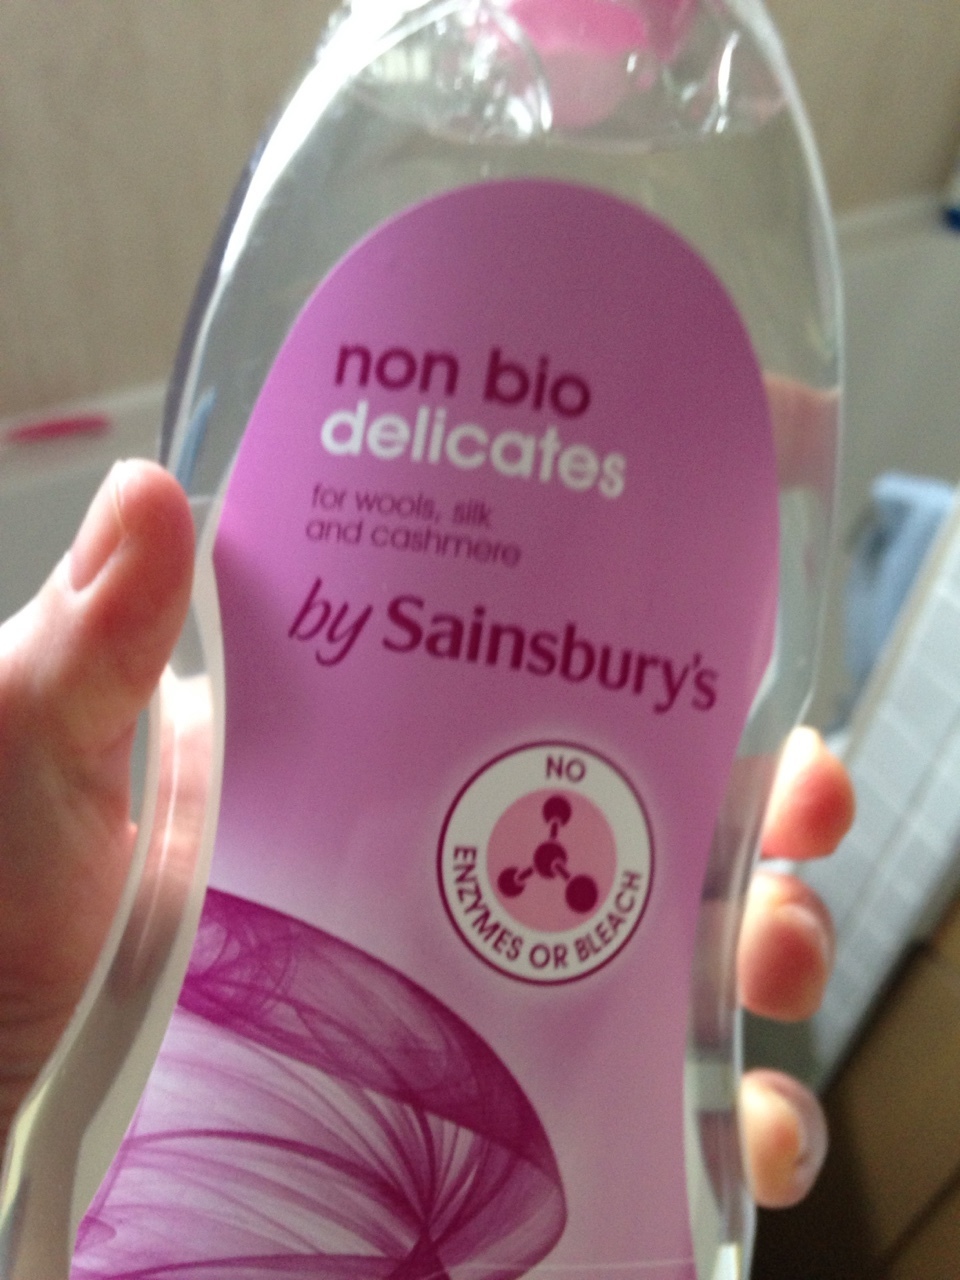 non bio
delicates
for wools, silk
and cashmere
by Sainsbury's
NO
ENZYMES OR BLEACH